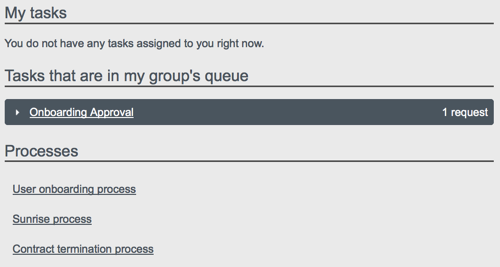 My tasks
You do not have any tasks assigned to you right now.
Tasks that are in my group's queue
Onboarding Approval 1 request
Processes
User onboarding process
Sunrise process
Contract termination process